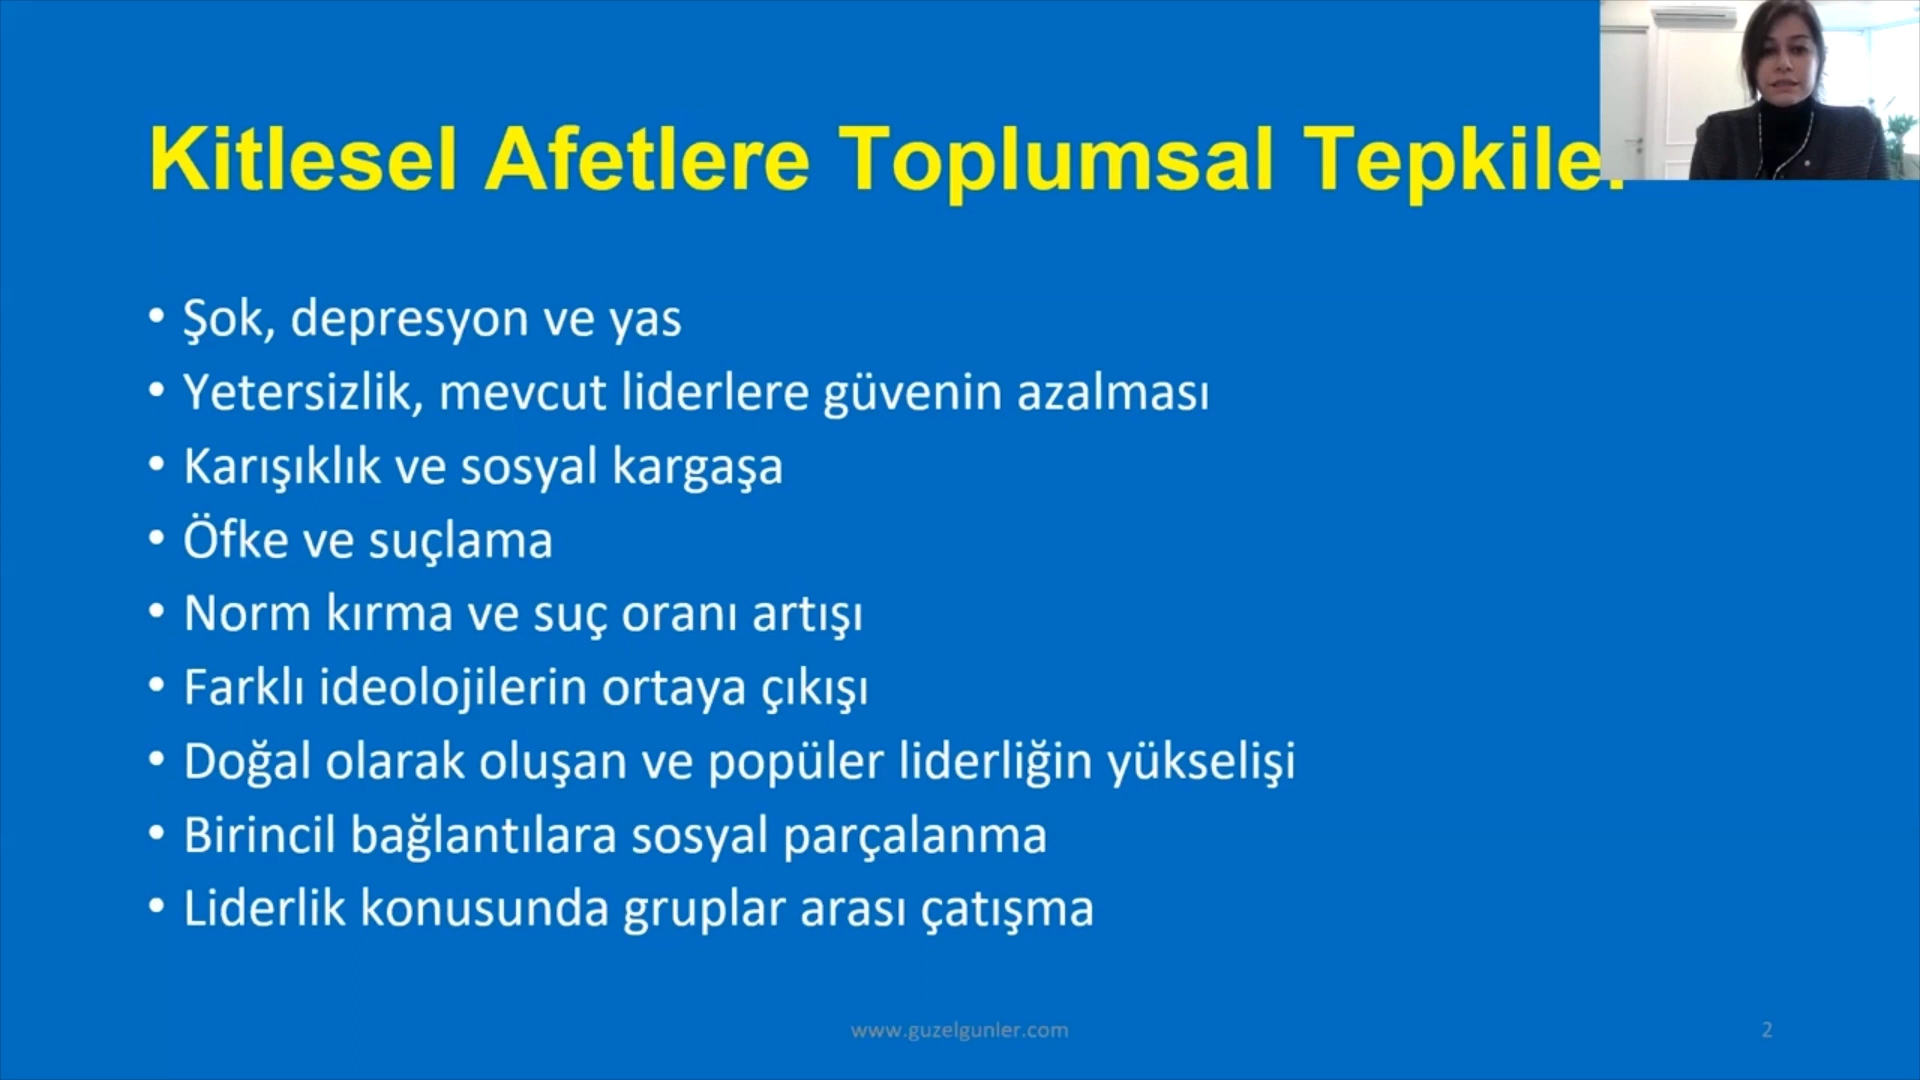 Kitlesel Afetlere Toplumsal Tepkiler
• Şok, depresyon ve yas
• Yetersizlik, mevcut liderlere güvenin azalması
• Karışıklık ve sosyal kargaşa
• Öfke ve suçlama
• Norm kırma ve suç oranı artışı
• Farklı ideolojilerin ortaya çıkışı
• Doğal olarak oluşan ve popüler liderliğin yükselişi
• Birincil bağlantılara sosyal parçalanma
• Liderlik konusunda gruplar arası çatışma
www.guzelgunler.com
2